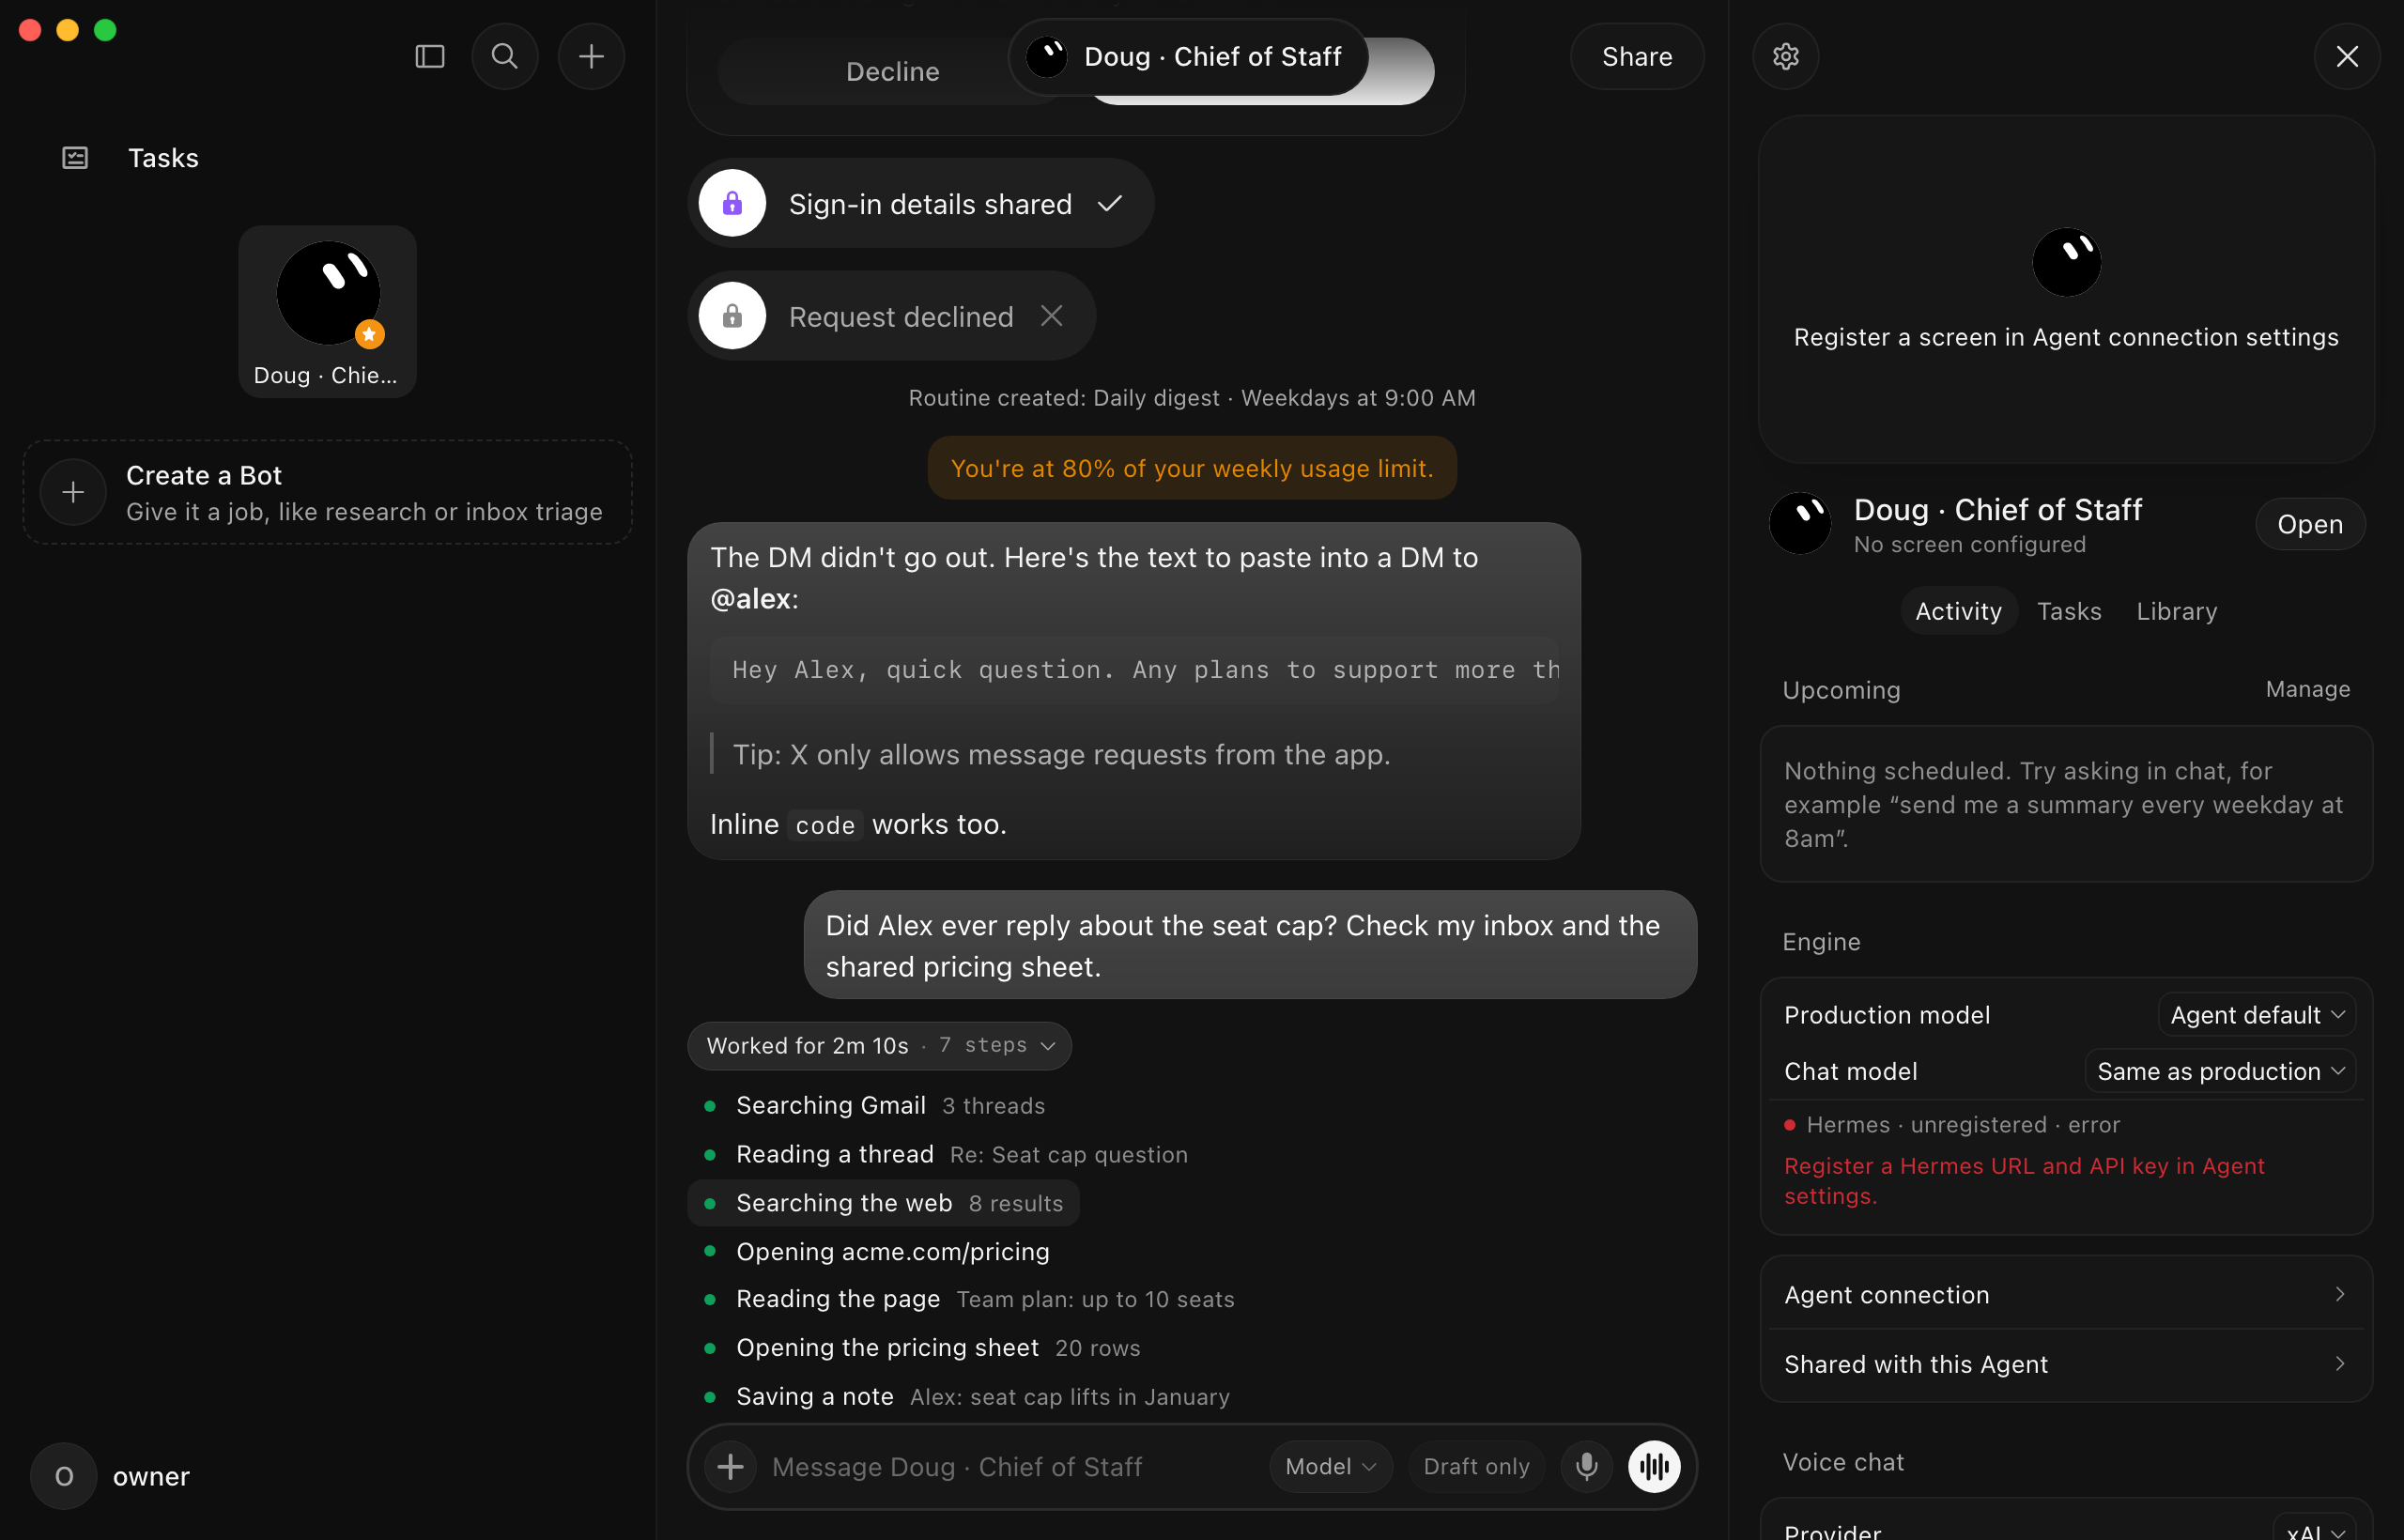 Tasks
Doug · Chie...
Create a Bot
Give it a job, like research or inbox triage
O
owner
Decline
Doug · Chief of Staff
Share
Sign-in details shared
Request declined
Routine created: Daily digest · Weekdays at 9:00 AM
You're at 80% of your weekly usage limit.
The DM didn't go out. Here's the text to paste into a DM to
@alex:
Hey Alex, quick question. Any plans to support more th
Tip: X only allows message requests from the app.
Inline code works too.
Did Alex ever reply about the seat cap? Check my inbox and the
shared pricing sheet.
Worked for 2m 10s · 7 steps
Searching Gmail 3 threads
Reading a thread Re: Seat cap question
Searching the web 8 results
Opening acme.com/pricing
Reading the page Team plan: up to 10 seats
Opening the pricing sheet 20 rows
Saving a note Alex: seat cap lifts in January
Message Doug · Chief of Staff
Model
Draft only
Register a screen in Agent connection settings
Doug · Chief of Staff
No screen configured
Open
Activity Tasks Library
Upcoming
Manage
Nothing scheduled. Try asking in chat, for
example “send me a summary every weekday at
8am”.
Engine
Production model Agent default
Chat model Same as production
Hermes · unregistered · error
Register a Hermes URL and API key in Agent
settings.
Agent connection
Shared with this Agent
Voice chat
Provider xAI